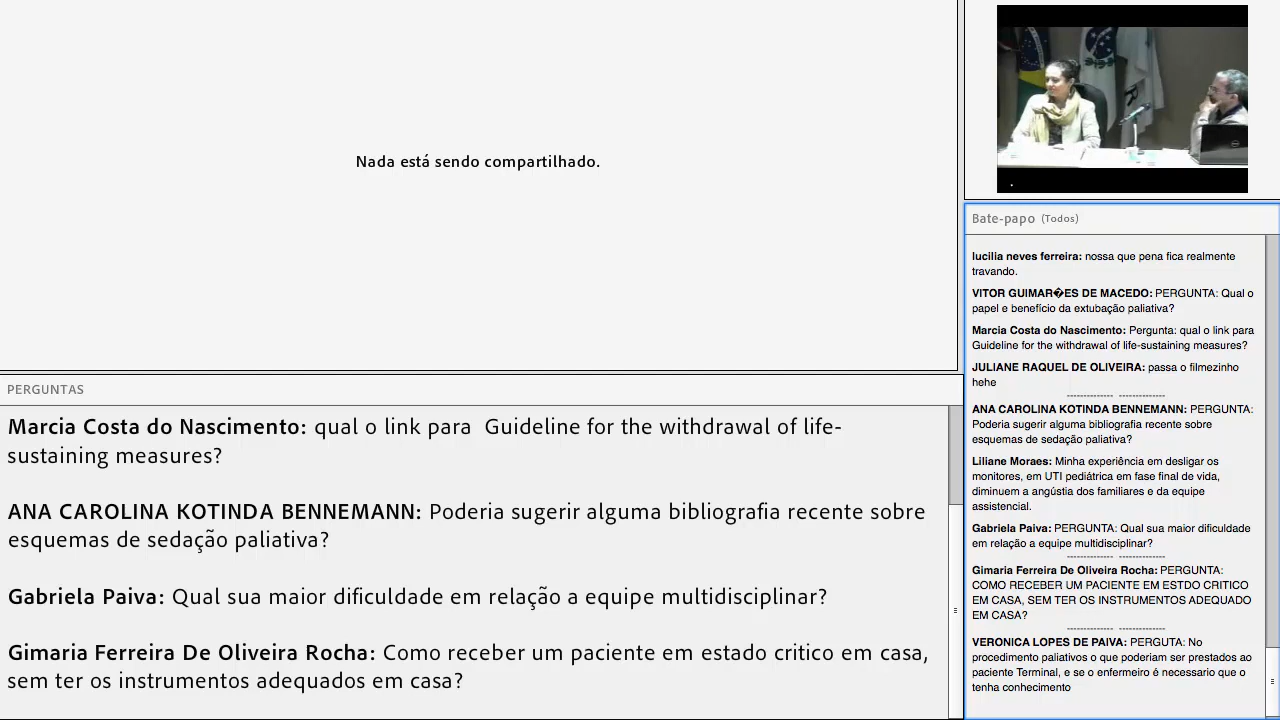 Nada está sendo compartilhado.
PERGUNTAS
Marcia Costa do Nascimento: qual o link para  Guideline for the withdrawal of life-
sustaining measures?
ANA CAROLINA KOTINDA BENNEMANN: Poderia sugerir alguma bibliografia recente sobre
esquemas de sedação paliativa?
Gabriela Paiva: Qual sua maior dificuldade em relação a equipe multidisciplinar?
Gimaria Ferreira De Oliveira Rocha: Como receber um paciente em estado critico em casa,
sem ter os instrumentos adequados em casa?
Bate-papo (Todos)
lucilia neves ferreira: nossa que pena fica realmente
travando.
VITOR GUIMAR�ES DE MACEDO: PERGUNTA: Qual o
papel e benefício da extubação paliativa?
Marcia Costa do Nascimento: Pergunta: qual o link para
Guideline for the withdrawal of life-sustaining measures?
JULIANE RAQUEL DE OLIVEIRA: passa o filmezinho
hehe
-------------- --------------
ANA CAROLINA KOTINDA BENNEMANN: PERGUNTA:
Poderia sugerir alguma bibliografia recente sobre
esquemas de sedação paliativa?
Liliane Moraes: Minha experiência em desligar os
monitores, em UTI pediátrica em fase final de vida,
diminuem a angústia dos familiares e da equipe
assistencial.
Gabriela Paiva: PERGUNTA: Qual sua maior dificuldade
em relação a equipe multidisciplinar?
-------------- --------------
Gimaria Ferreira De Oliveira Rocha: PERGUNTA:
COMO RECEBER UM PACIENTE EM ESTDO CRITICO
EM CASA, SEM TER OS INSTRUMENTOS ADEQUADO
EM CASA?
-------------- --------------
VERONICA LOPES DE PAIVA: PERGUTA: No
procedimento paliativos o que poderiam ser prestados ao
paciente Terminal, e se o enfermeiro é necessario que o
tenha conhecimento